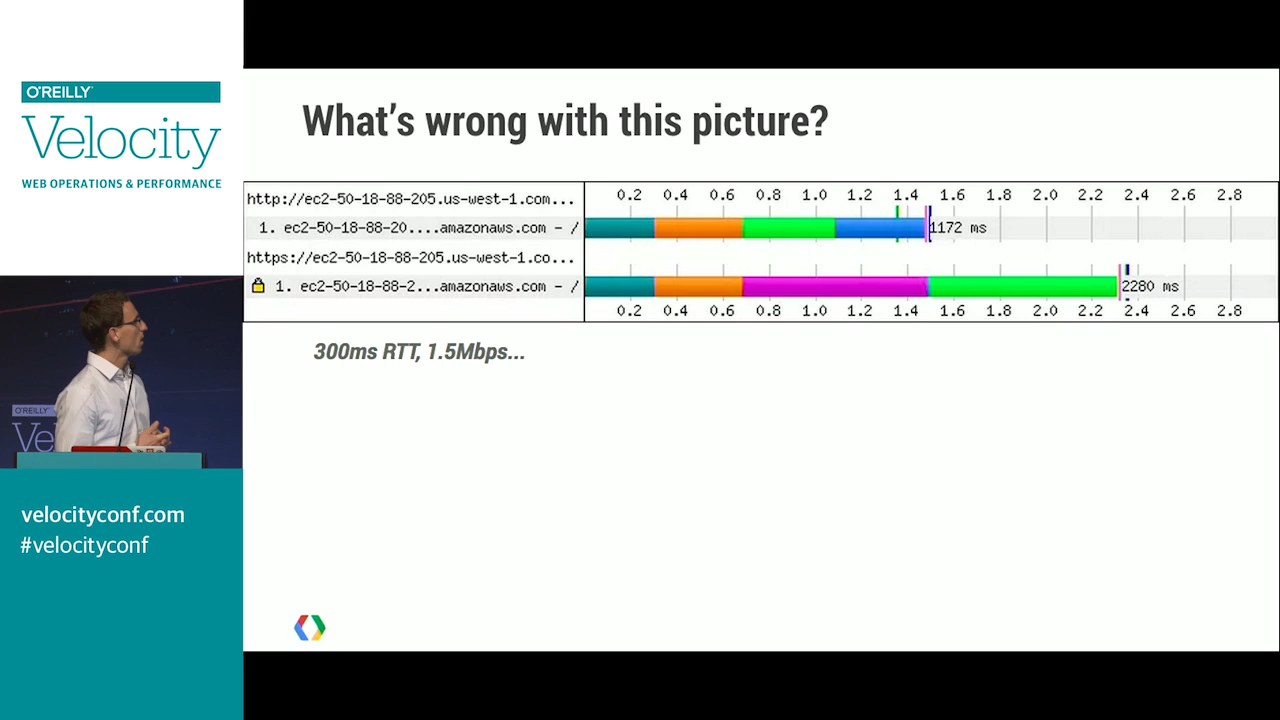 O'REILLY
Velocity
WEB OPERATIONS & PERFORMANCE
What's wrong with this picture?
http://ec2-50-18-88-205.us-west-1.com...
0.2 0.4 0.6 0.8 1.0 1.2 1.4 1.6 1.8 2.0 2.2 2.4 2.6 2.8
1. ec2-50-18-88-20....amazonaws.com - /
1172 ms
https://ec2-50-18-88-205.us-west-1.co...
1. ec2-50-18-88-2...amazonaws.com - /
2280 ms
0.2 0.4 0.6 0.8 1.0 1.2 1.4 1.6 1.8 2.0 2.2 2.4 2.6 2.8
300ms RTT, 1.5Mbps...
O'REILLY
Ve
velocityconf.com
#velocityconf